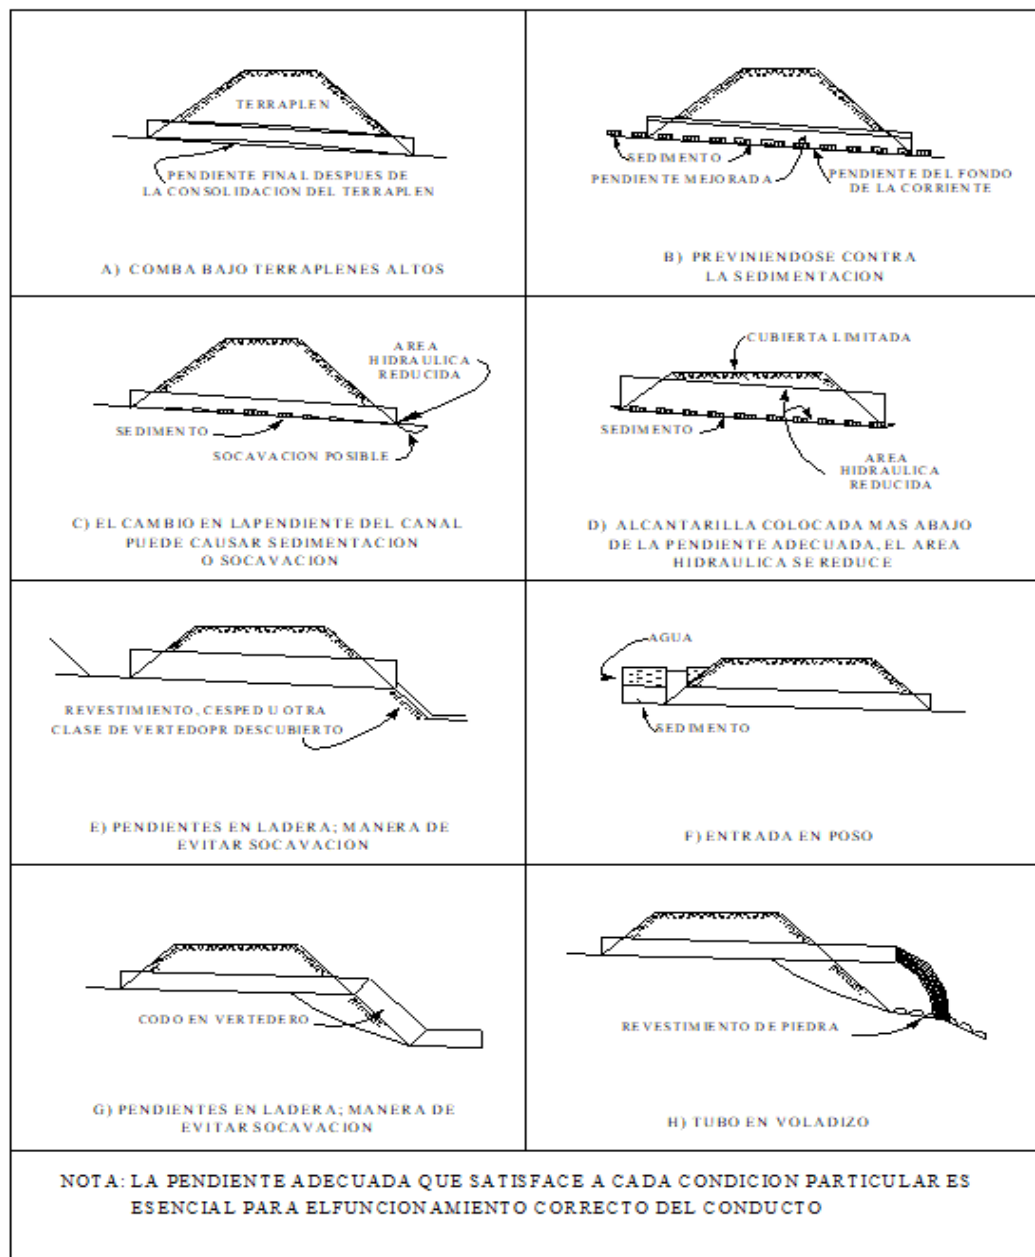 TERRAPLEN
PENDIENTE FINAL DESPUES DE
LA CONSOLIDACION DEL TERRAPLEN
A) COMBA BAJO TERRAPLENES ALTOS
SEDIMENTO
PENDIENTE MEJORADA
PENDIENTE DEL FONDO
DE LA CORRIENTE
B) PREVINIENDOSE CONTRA
LA SEDIMENTACION
AREA
HIDRAULICA
REDUCIDA
SEDIMENTO
SOCAVACION POSIBLE
C) EL CAMBIO EN LAPENDIENTE DEL CANAL
PUEDE CAUSAR SEDIMENTACION
O SOCAVACION
CUBIERTA LIMITADA
SEDIMENTO
AREA
HIDRAULICA
REDUCIDA
D) ALCANTARILLA COLOCADA MAS ABAJO
DE LA PENDIENTE ADECUADA, EL AREA
HIDRAULICA SE REDUCE
REVESTIMIENTO, CESPED U OTRA
CLASE DE VERTEDOPR DESCUBIERTO
E) PENDIENTES EN LADERA; MANERA DE
EVITAR SOCAVACION
AGUA
SEDIMENTO
F) ENTRADA EN POSO
CODO EN VERTEDERO
G) PENDIENTES EN LADERA; MANERA DE
EVITAR SOCAVACION
REVESTIMIENTO DE PIEDRA
H) TUBO EN VOLADIZO
NOTA: LA PENDIENTE ADECUADA QUE SATISFACE A CADA CONDICION PARTICULAR ES
ESENCIAL PARA ELFUNCIONAMIENTO CORRECTO DEL CONDUCTO